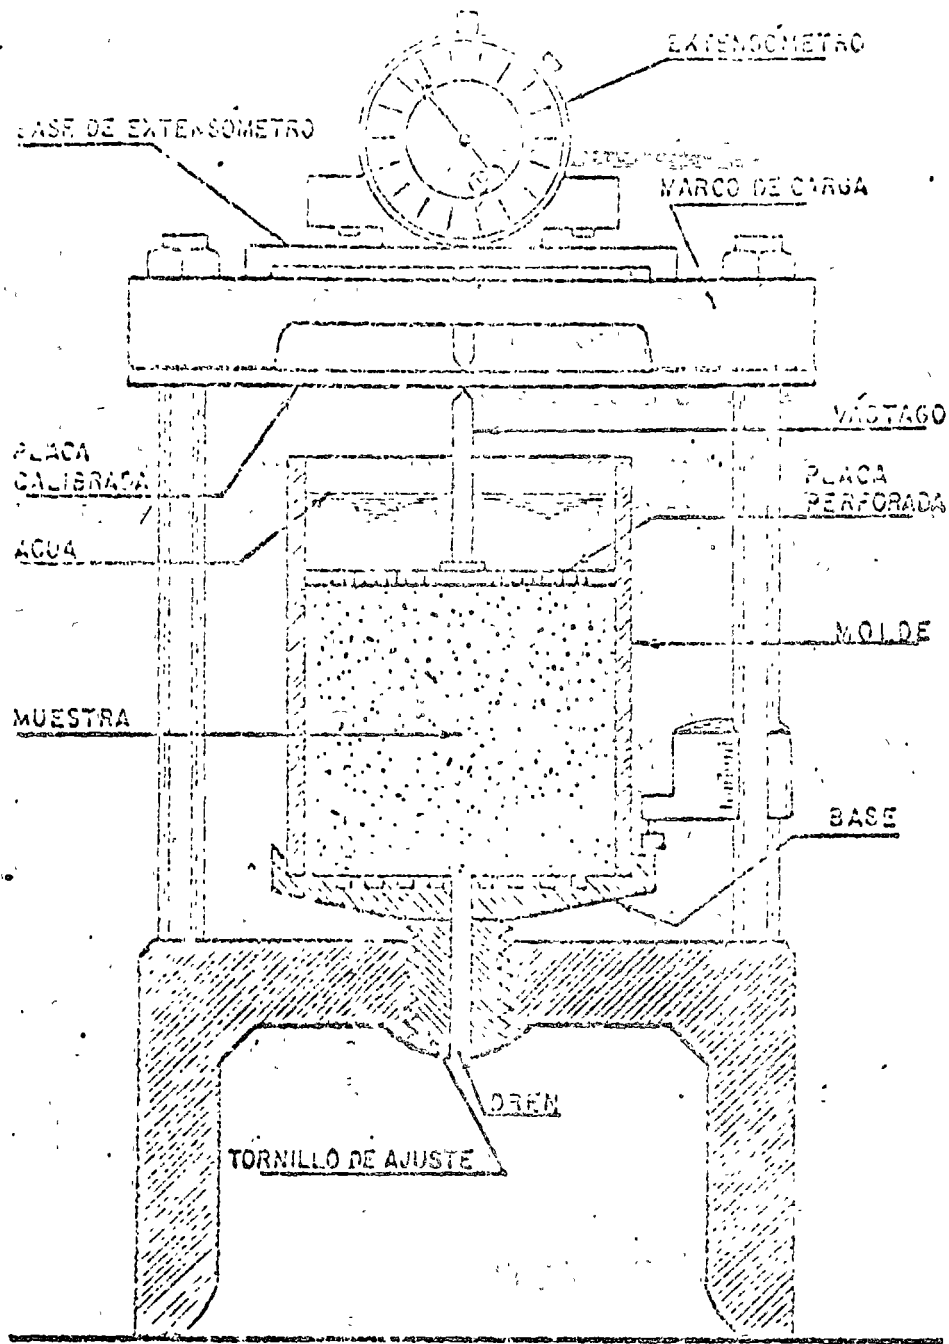 EXTENSÓMETRO
BASE DE EXTENSÓMETRO
MARCO DE CARGA
VÁSTAGO
PLACA
CALIBRADA
PLACA
PERFORADA
AGUA
MOLDE
MUESTRA
BASE
DREN
TORNILLO DE AJUSTE